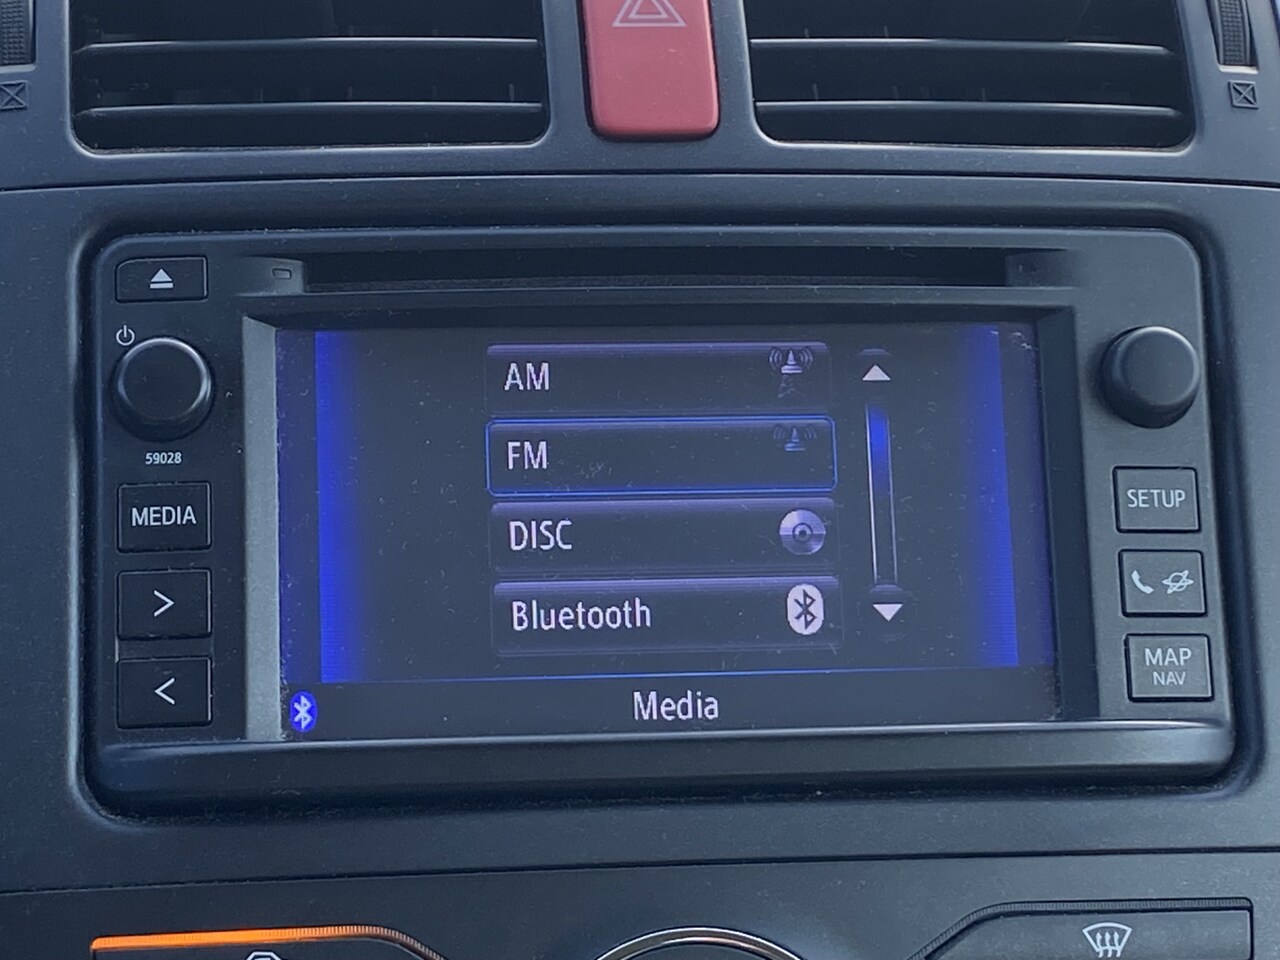 59028
MEDIA
>
<
AM
FM
DISC
Bluetooth
Media
SETUP
MAP
NAV